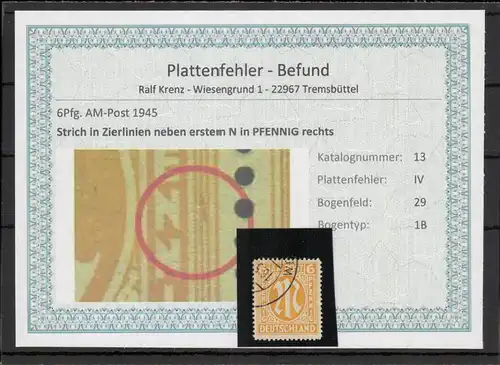 Plattenfehler - Befund
Ralf Krenz - Wiesengrund 1 - 22967 Tremsbüttel
6Pfg. AM-Post 1945
Strich in Zierlinien neben erstem N in PFENNIG rechts
Katalognummer: 13
Plattenfehler: IV
Bogenfeld: 29
Bogentyp: 1B
6
M
DEUTSCHLAND